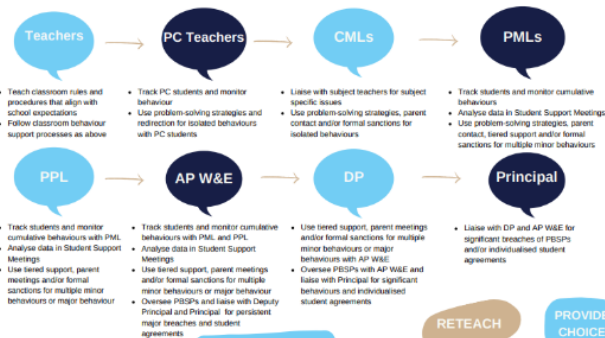 Teachers
PC Teachers
CMLs
PMLs
• Teach classroom rules and
procedures that align with
school expectations
• Follow classroom behaviour
support processes as above
• Track PC students and monitor
behaviour
• Use problem-solving strategies and
redirection for isolated behaviours
with PC students
• Liaise with subject teachers for subject
specific issues
• Use problem-solving strategies, parent
contact and/or formal sanctions for
isolated behaviours
• Track students and monitor cumulative
behaviours
• Analyse data in Student Support Meetings
• Use problem-solving strategies, parent
contact, tiered support and/or formal
sanctions for multiple minor behaviours
PPL
AP W&E
DP
Principal
• Track students and monitor
cumulative behaviours with PML
• Analyse data in Student Support
Meetings
• Use tiered support, parent
meetings and/or formal
sanctions for multiple minor
behaviours or major behaviour
• Track students and monitor cumulative
behaviours with PML and PPL
• Analyse data in Student Support
Meetings
• Use tiered support, parent meetings
and/or formal sanctions for multiple
minor behaviours or major behaviour
• Oversee PBSPs and liaise with Deputy
Principal and Principal for persistent
major breaches and student
agreements
• Use tiered support, parent meetings
and/or formal sanctions for multiple
minor behaviours or major
behaviours with AP W&E
• Oversee PBSPs with AP W&E and
liaise with Principal for significant
behaviours and individualised
student agreements
• Liaise with DP and AP W&E for
significant breaches of PBSPs
and/or individualised student
agreements
RETEACH
PROVIDE
CHOICE